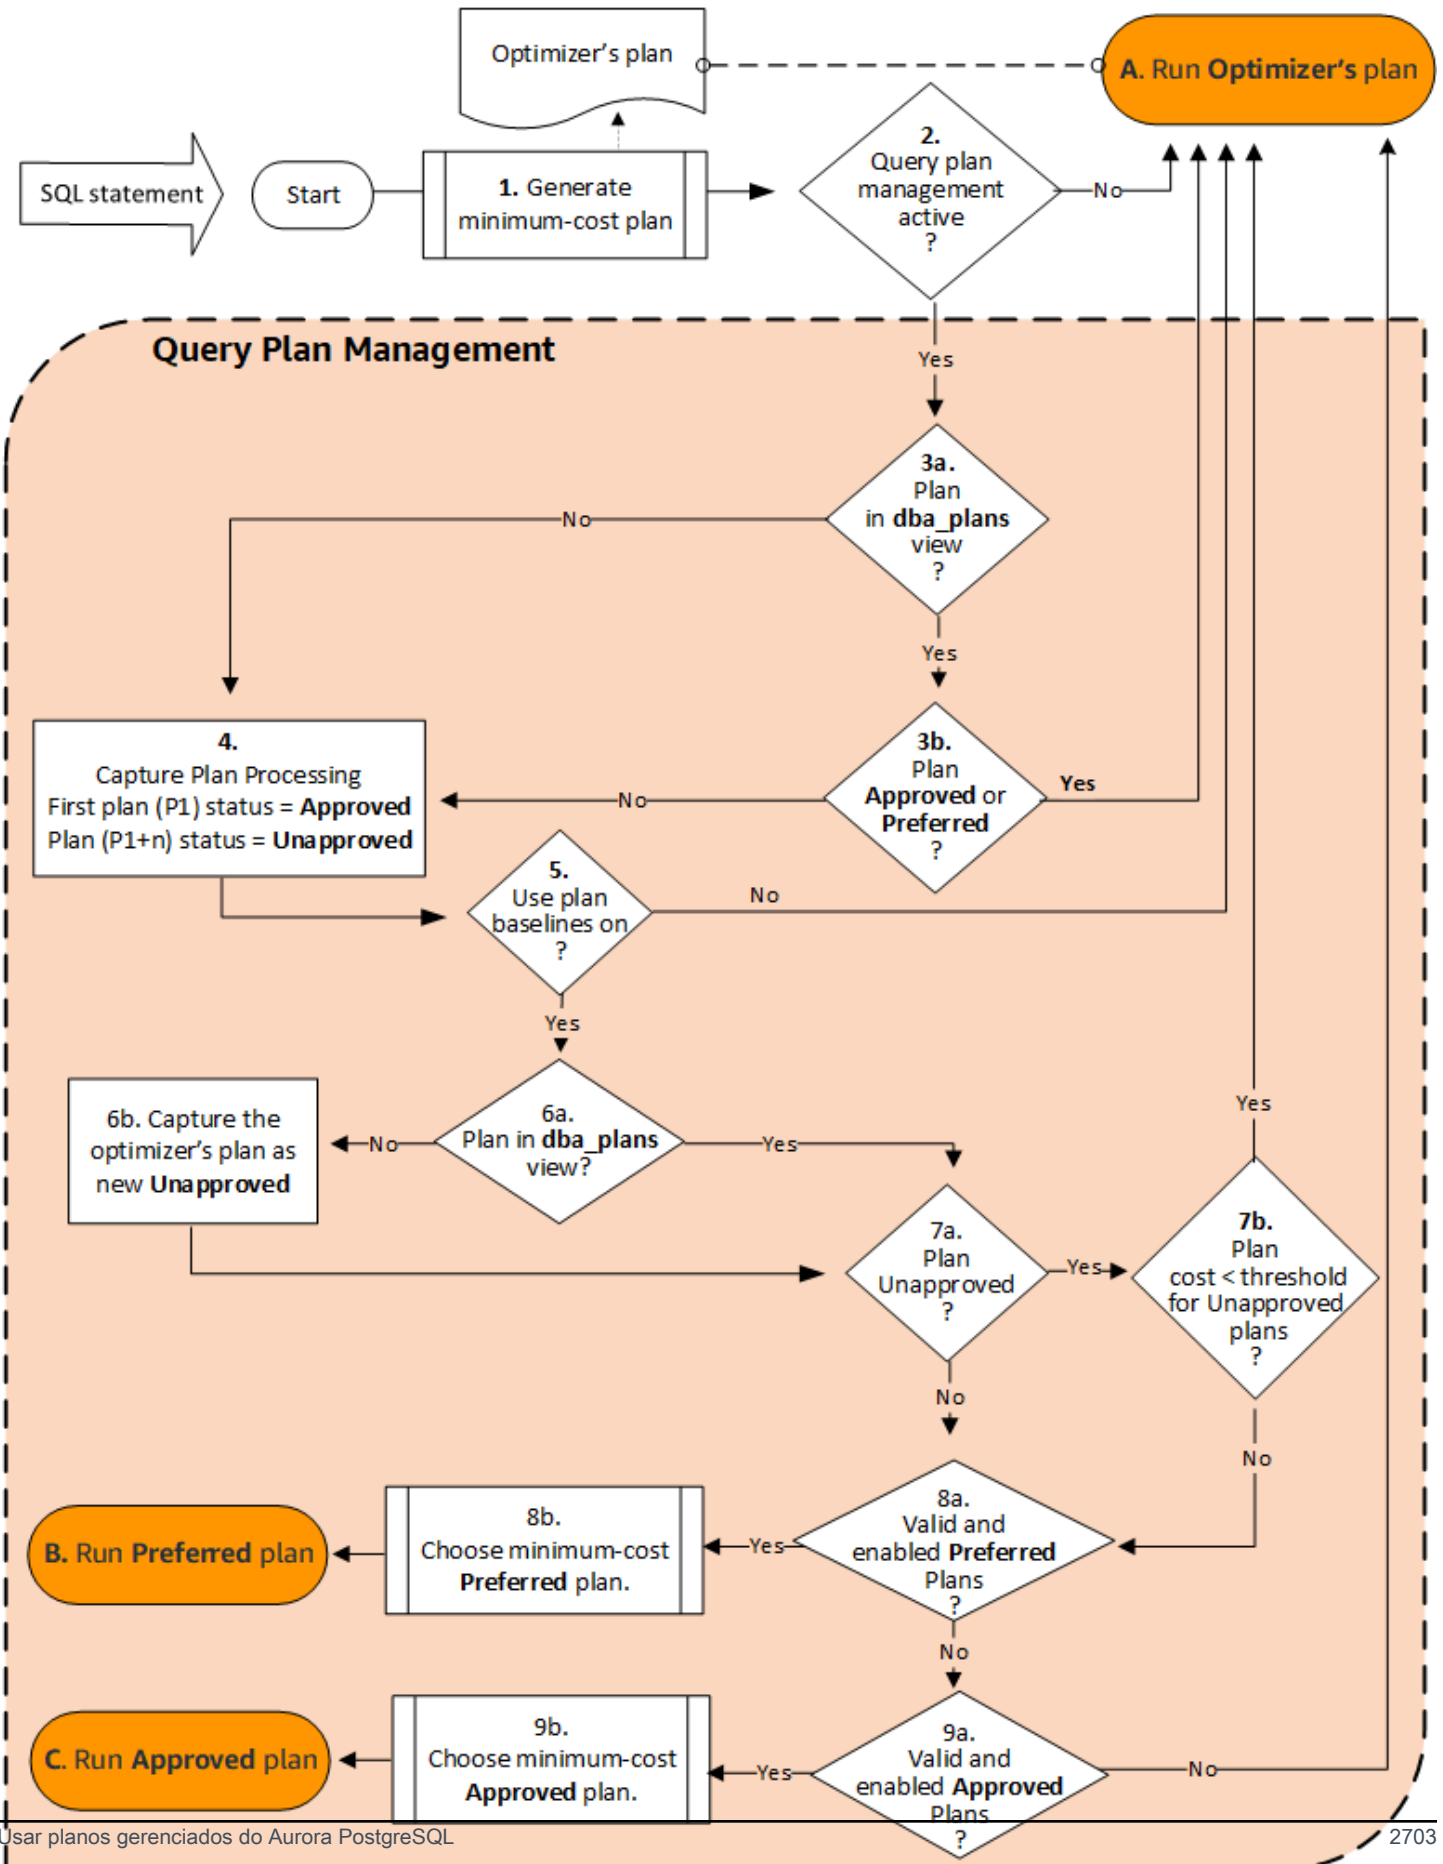 Optimizer's plan
A. Run Optimizer's plan
SQL statement
Start
1. Generate
minimum-cost plan
2.
Query plan
management
active
?
No
Query Plan Management
Yes
3a.
Plan
in dba_plans
view
?
No
Yes
3b.
Plan
Approved or
Preferred
?
Yes
No
4.
Capture Plan Processing
First plan (P1) status = Approved
Plan (P1+n) status = Unapproved
5.
Use plan
baselines on
?
No
Yes
6a.
Plan in dba_plans
view?
No
Yes
6b. Capture the
optimizer's plan as
new Unapproved
7a.
Plan
Unapproved
?
Yes
No
7b.
Plan
cost < threshold
for Unapproved
plans
?
Yes
No
8a.
Valid and
enabled Preferred
Plans
?
Yes
No
8b.
Choose minimum-cost
Preferred plan.
B. Run Preferred plan
9a.
Valid and
enabled Approved
Plans
?
Yes
No
9b.
Choose minimum-cost
Approved plan.
C. Run Approved plan
Usar planos gerenciados do Aurora PostgreSQL
2703